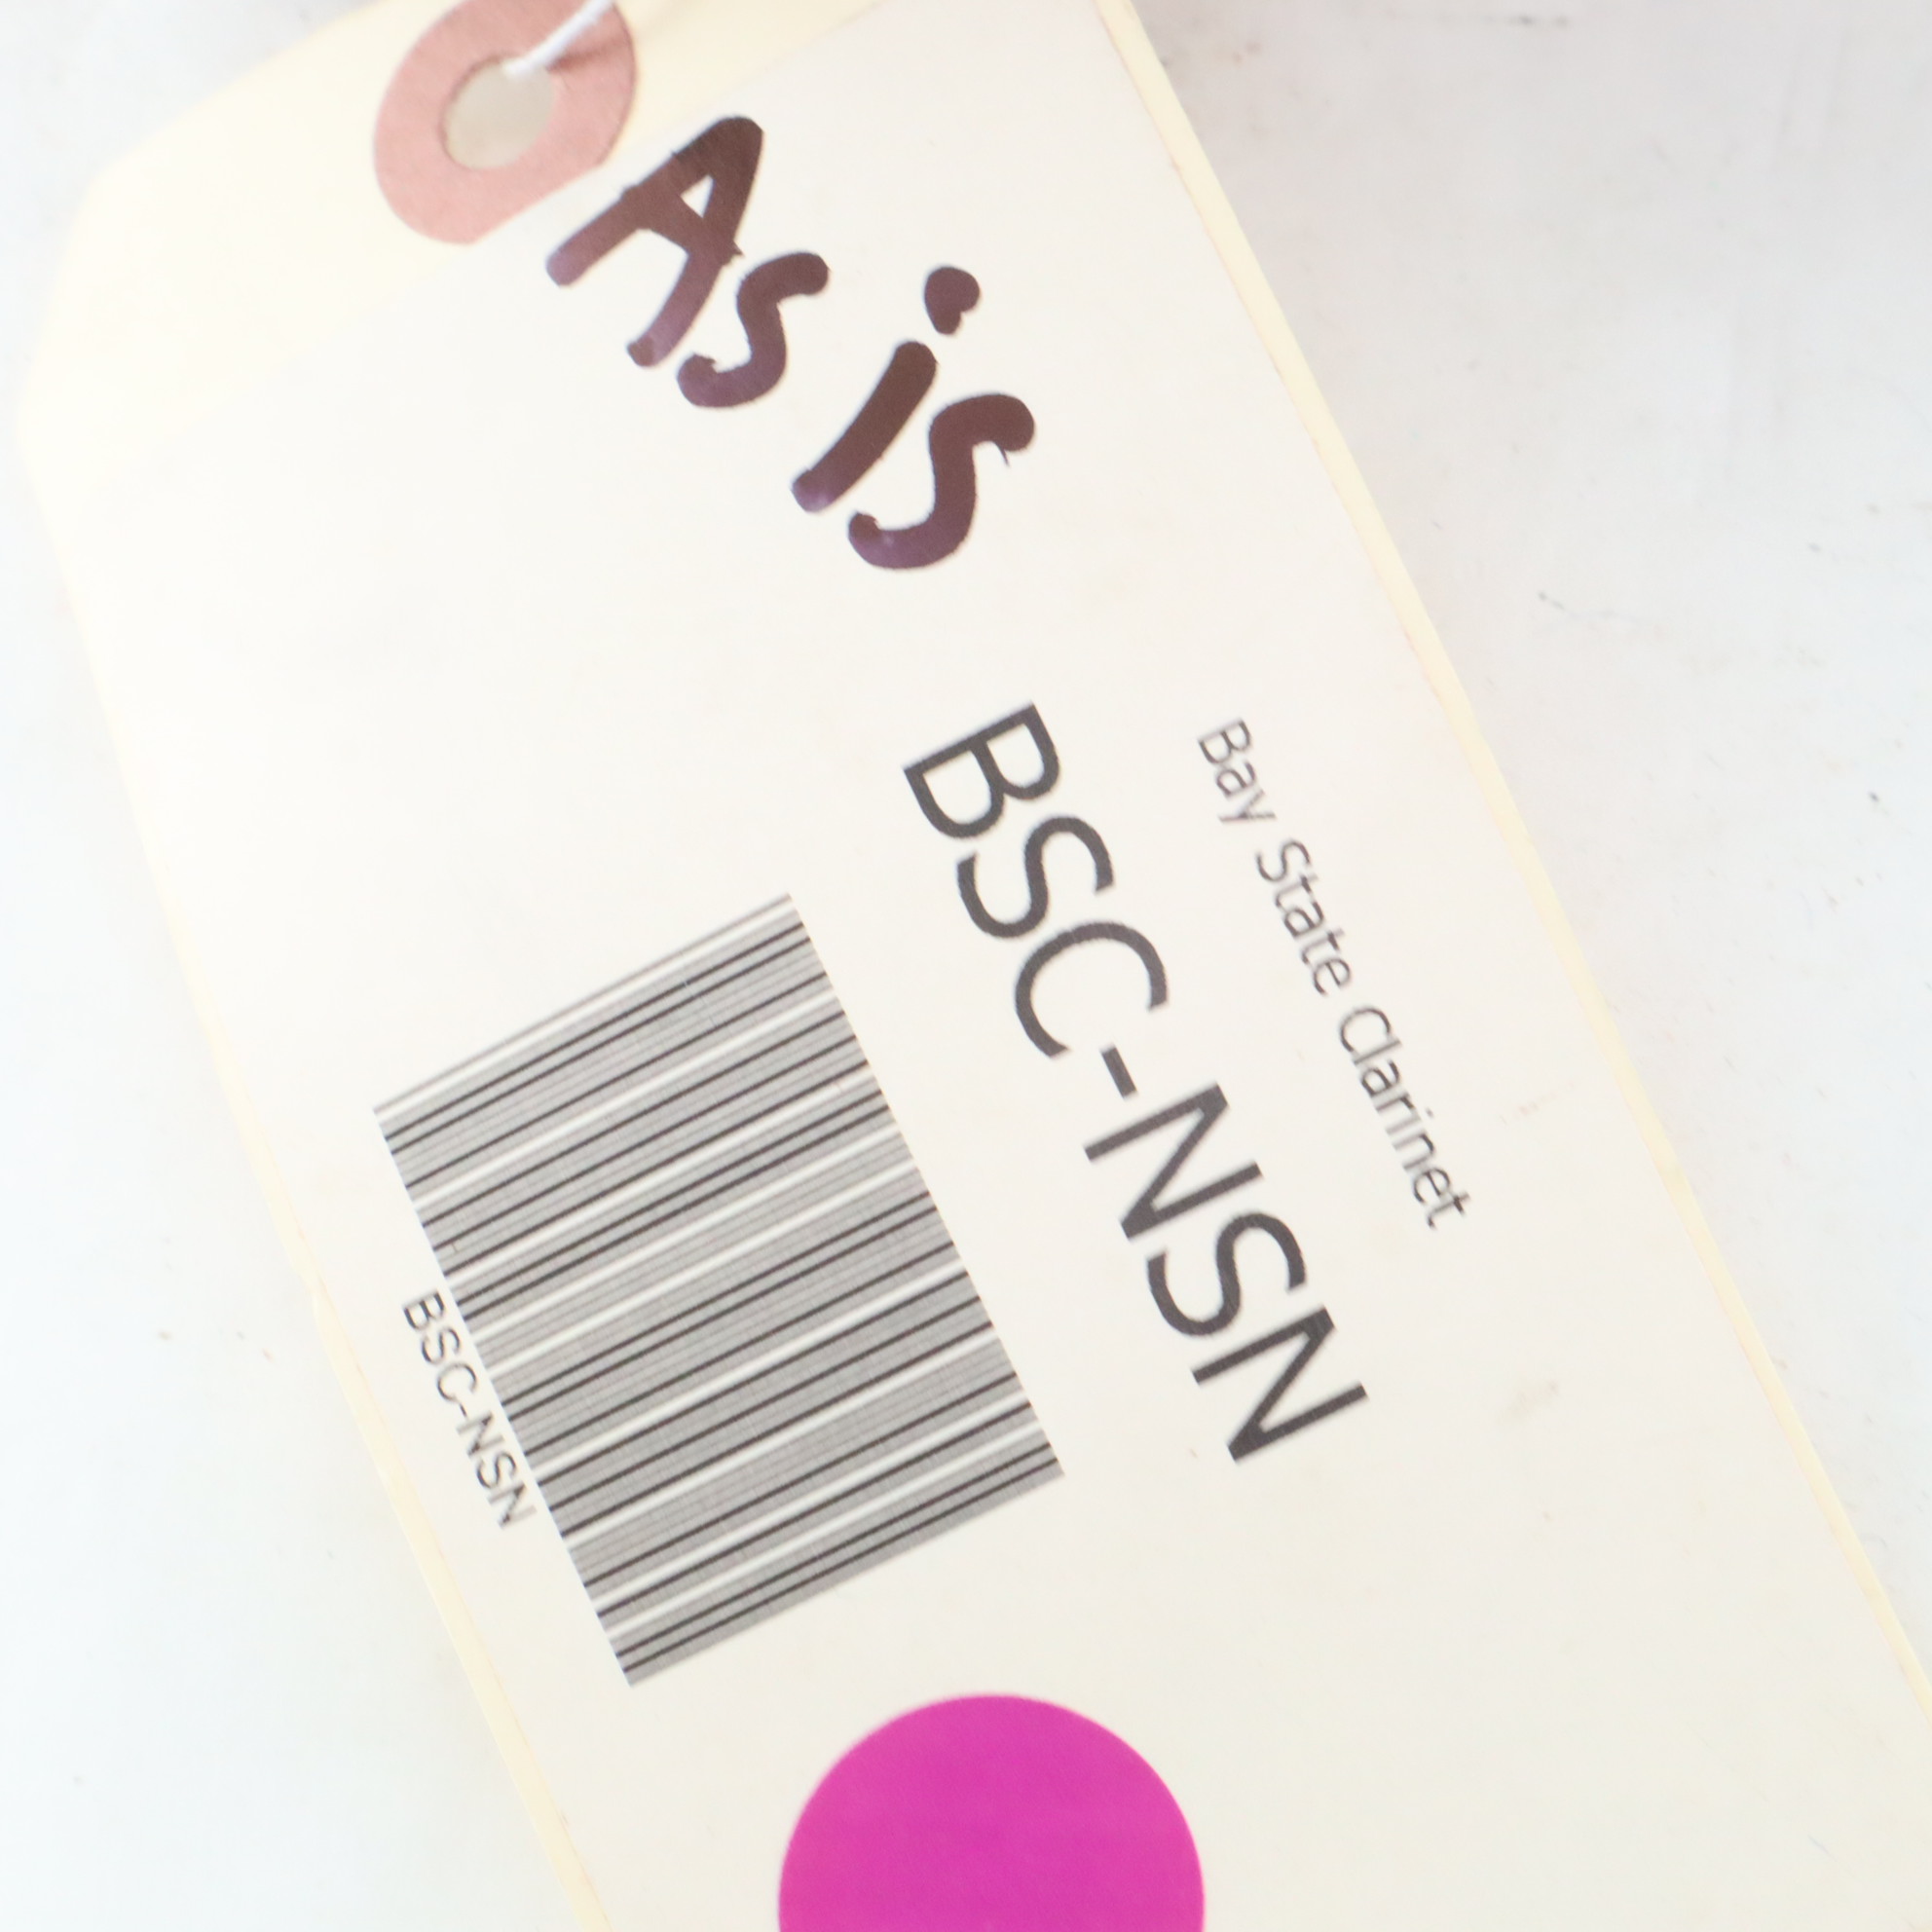 As is
Bay State Clarinet
BSC-NSN
BSC-NSN